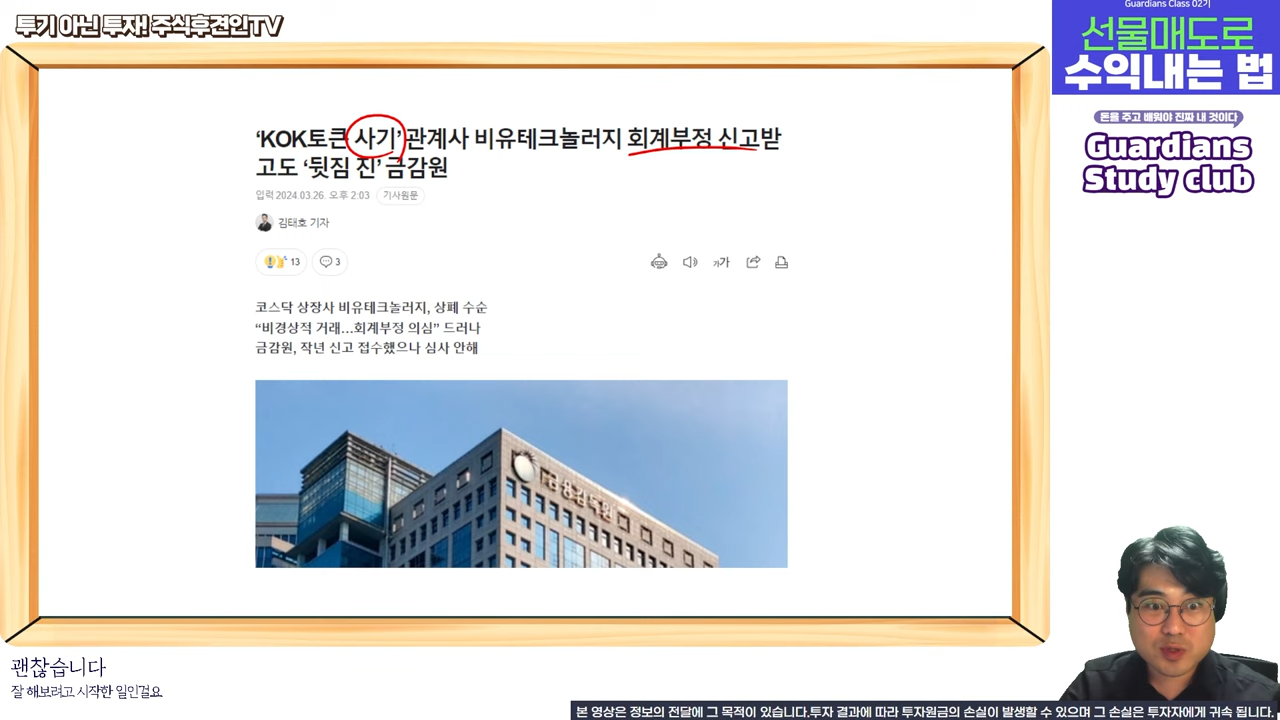 투기 아닌 투자! 주식후견인TV
Guardians Class 02기
선물매도로
수익내는 법
돈을 주고 배워야 진짜 내 것이다
Guardians
Study club
‘KOK토큰 사기’ 관계사 비유테크놀러지 회계부정 신고받
고도 ‘뒷짐 진’ 금감원
입력 2024.03.26. 오후 2:03 기사원문
김태호 기자
13 3
가가
코스닥 상장사 비유테크놀러지, 상폐 수순
“비경상적 거래…회계부정 의심” 드러나
금감원, 작년 신고 접수했으나 심사 안해
금융감독원
괜찮습니다
잘 해보려고 시작한 일인걸요
본 영상은 정보의 전달에 그 목적이 있습니다.투자 결과에 따라 투자원금의 손실이 발생할 수 있으며 그 손실은 투자자에게 귀속 됩니다.